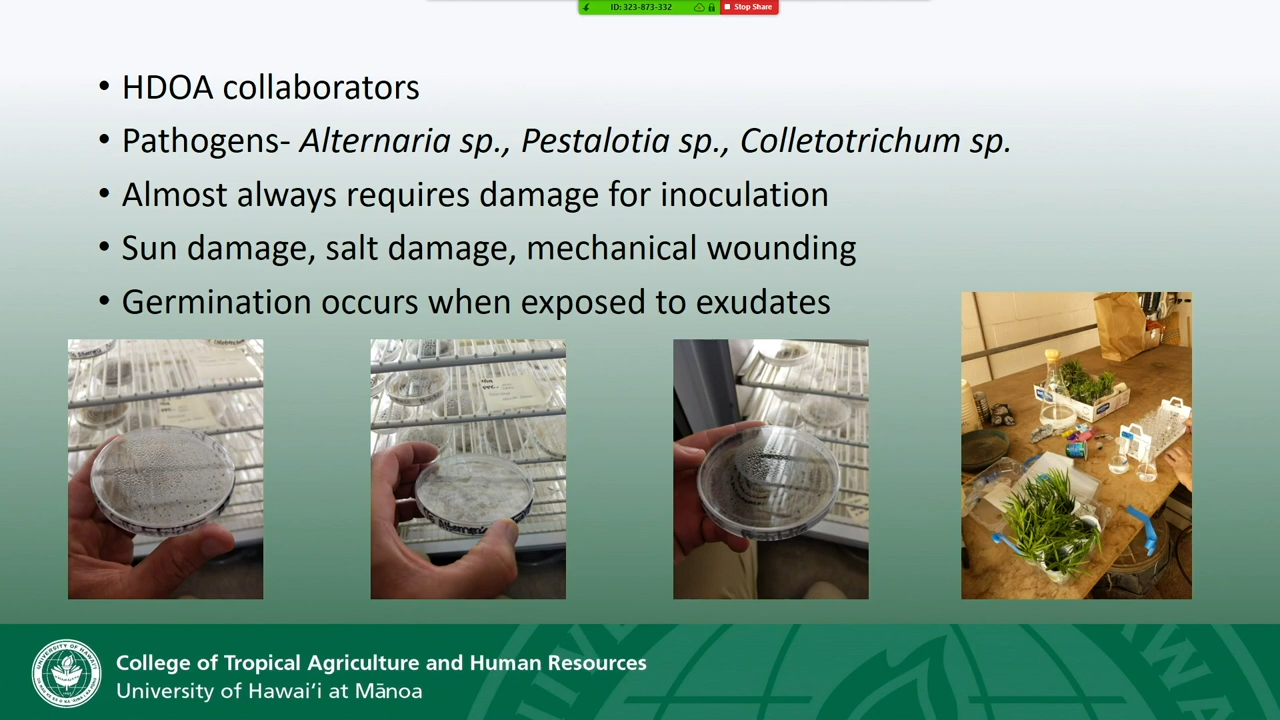 ID: 323-873-332
Stop Share
• HDOA collaborators
• Pathogens- Alternaria sp., Pestalotia sp., Colletotrichum sp.
• Almost always requires damage for inoculation
• Sun damage, salt damage, mechanical wounding
• Germination occurs when exposed to exudates
College of Tropical Agriculture and Human Resources
University of Hawaiʻi at Mānoa